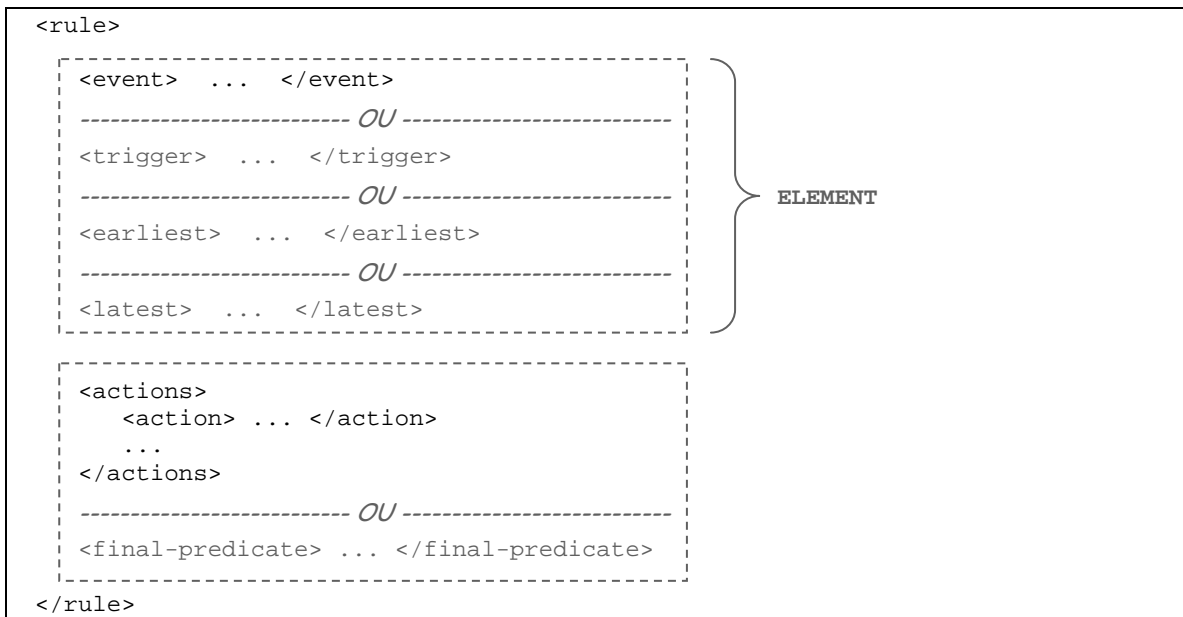 <rule>
<event> ... </event>
--------------------------- OU ---------------------------
<trigger> ... </trigger>
--------------------------- OU ---------------------------
ELEMENT
<earliest> ... </earliest>
--------------------------- OU ---------------------------
<latest> ... </latest>
<actions>
<action> ... </action>
...
</actions>
--------------------------- OU ---------------------------
<final-predicate> ... </final-predicate>
</rule>